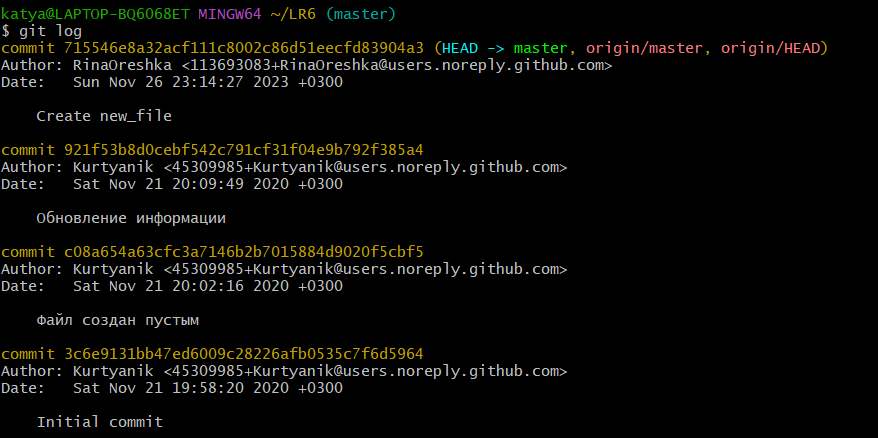 katya@LAPTOP-BQ6068ET MINGW64 ~/LR6 (master)
$ git log
commit 715546e8a32acf111c8002c86d51eecfd83904a3 (HEAD -> master, origin/master, origin/HEAD)
Author: RinaOreshka <113693083+RinaOreshka@users.noreply.github.com>
Date:   Sun Nov 26 23:14:27 2023 +0300

    Create new_file

commit 921f53b8d0cebf542c791cf31f04e9b792f385a4
Author: Kurtyanik <45309985+Kurtyanik@users.noreply.github.com>
Date:   Sat Nov 21 20:09:49 2020 +0300

    Обновление информации

commit c08a654a63cfc3a7146b2b7015884d9020f5cbf5
Author: Kurtyanik <45309985+Kurtyanik@users.noreply.github.com>
Date:   Sat Nov 21 20:02:16 2020 +0300

    Файл создан пустым

commit 3c6e9131bb47ed6009c28226afb0535c7f6d5964
Author: Kurtyanik <45309985+Kurtyanik@users.noreply.github.com>
Date:   Sat Nov 21 19:58:20 2020 +0300

    Initial commit